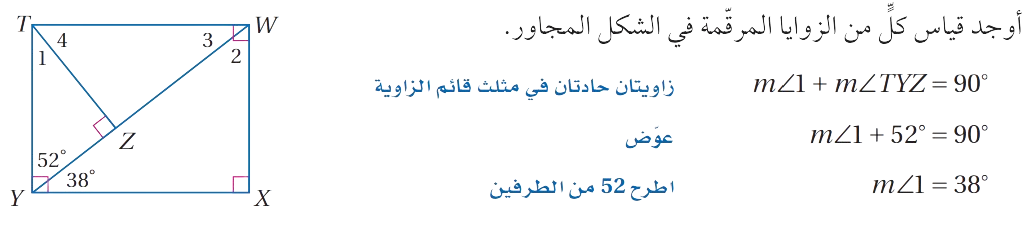 أوجد قياس كلٍّ من الزوايا المرقّمة في الشكل المجاور.
m∠1 + m∠TYZ = 90° زاويتان حادتان في مثلث قائم الزاوية
m∠1 + 52° = 90° عوّض
m∠1 = 38° اطرح 52 من الطرفين
T W
4 3
1 2
Z
52°
38°
Y X